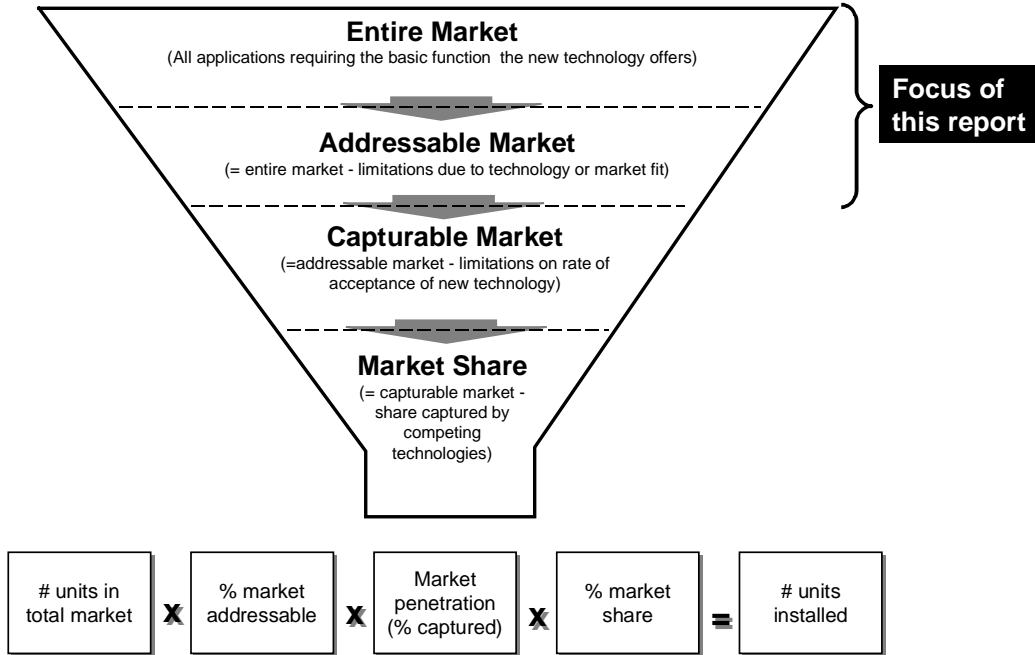 Entire Market
(All applications requiring the basic function the new technology offers)
Focus of
this report
Addressable Market
(= entire market - limitations due to technology or market fit)
Capturable Market
(=addressable market - limitations on rate of
acceptance of new technology)
Market Share
(= capturable market -
share captured by
competing
technologies)
# units in
total market
X
% market
addressable
X
Market
penetration
(% captured)
X
% market
share
=
# units
installed